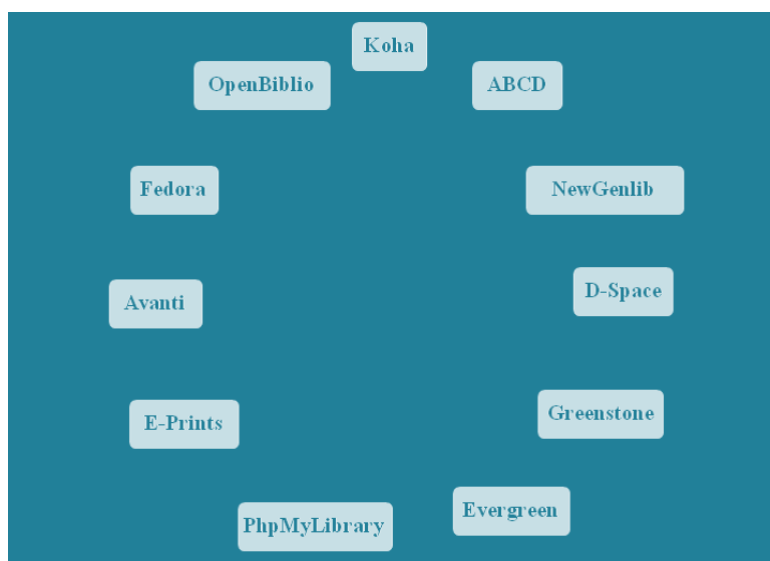 Koha
OpenBiblio
ABCD
Fedora
NewGenlib
D-Space
Avanti
Greenstone
E-Prints
Evergreen
PhpMyLibrary